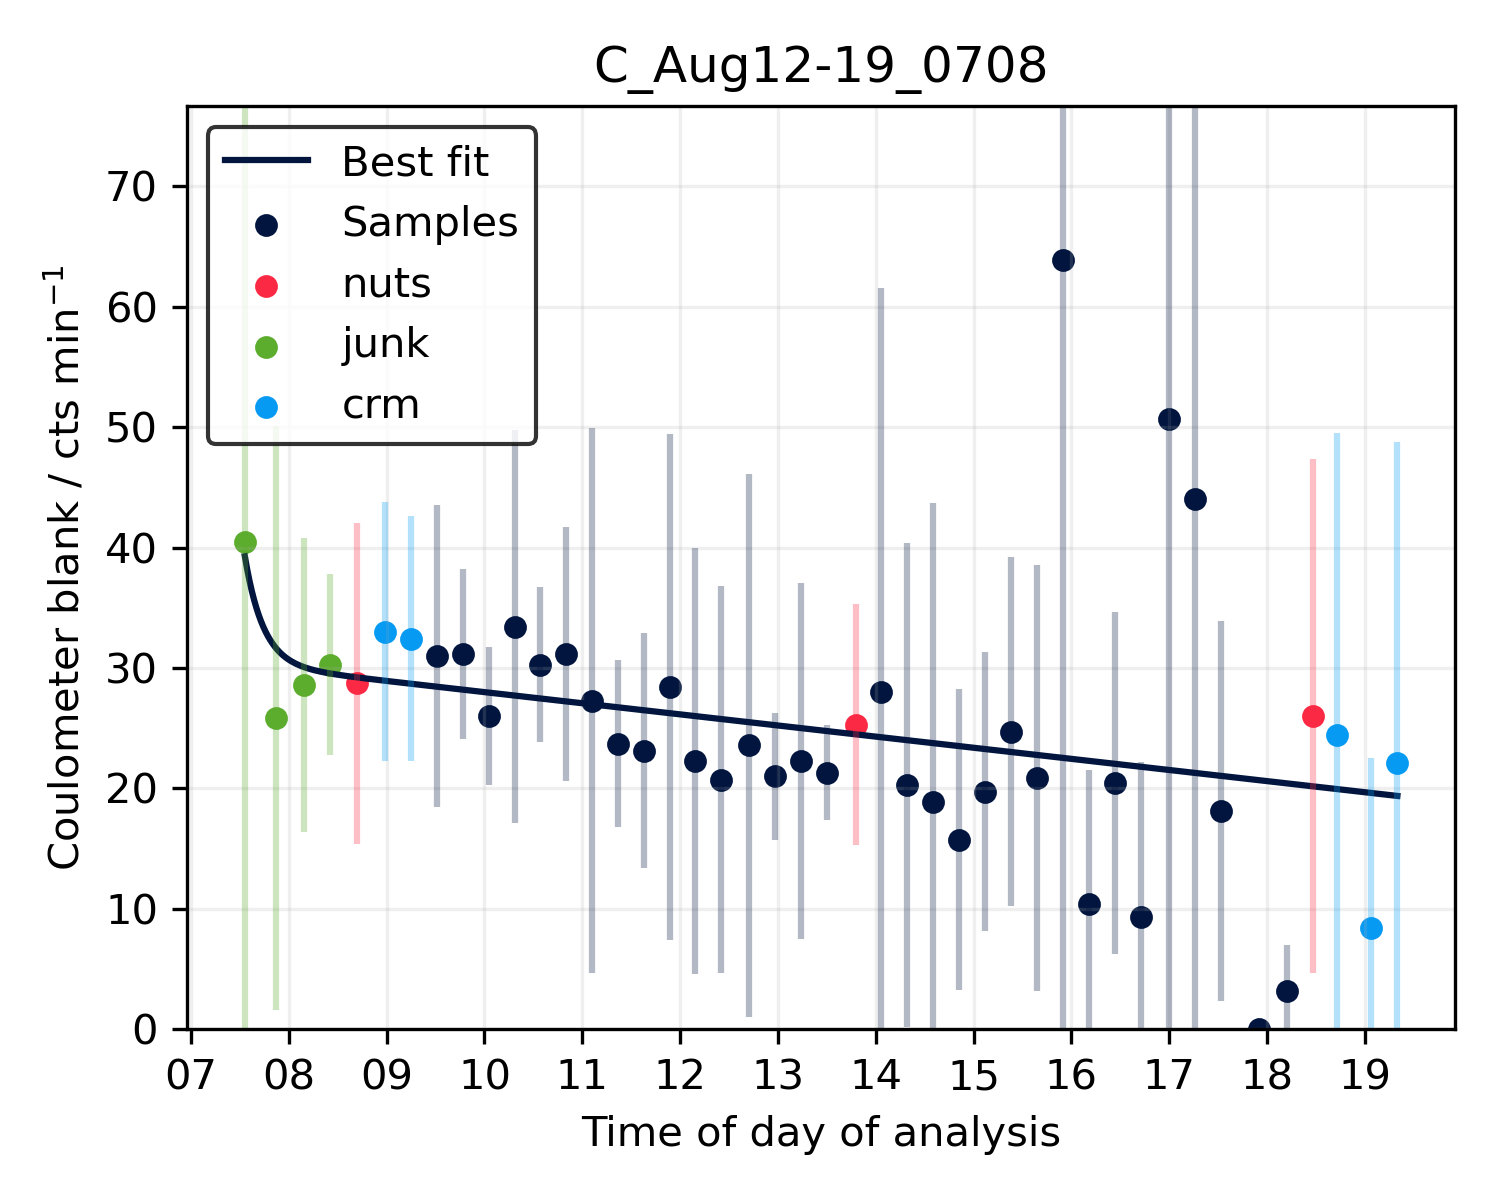 C_Aug12-19_0708
Best fit
Samples
nuts
junk
crm
Coulometer blank / cts min⁻¹
70
60
50
40
30
20
10
0
07 08 09 10 11 12 13 14 15 16 17 18 19
Time of day of analysis